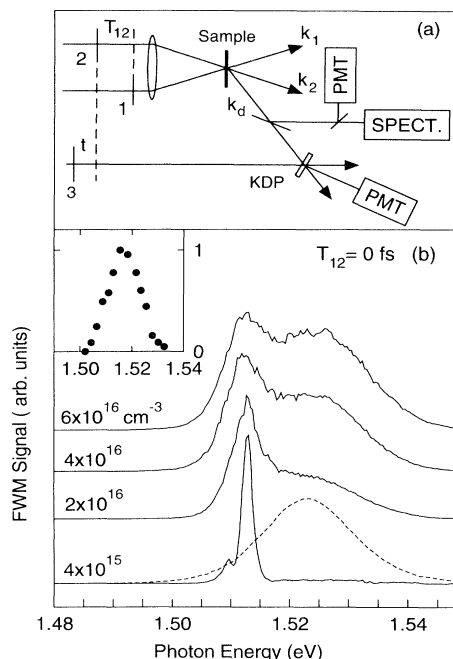 T12
Sample
k1
(a)
2
PMT
k2
1
kd
SPECT.
t
3
KDP
PMT
T12 = 0 fs (b)
1
0
1.50 1.52 1.54
FWM Signal ( arb. units)
6x10^16 cm^-3
4x10^16
2x10^16
4x10^15
1.48 1.50 1.52 1.54
Photon Energy (eV)